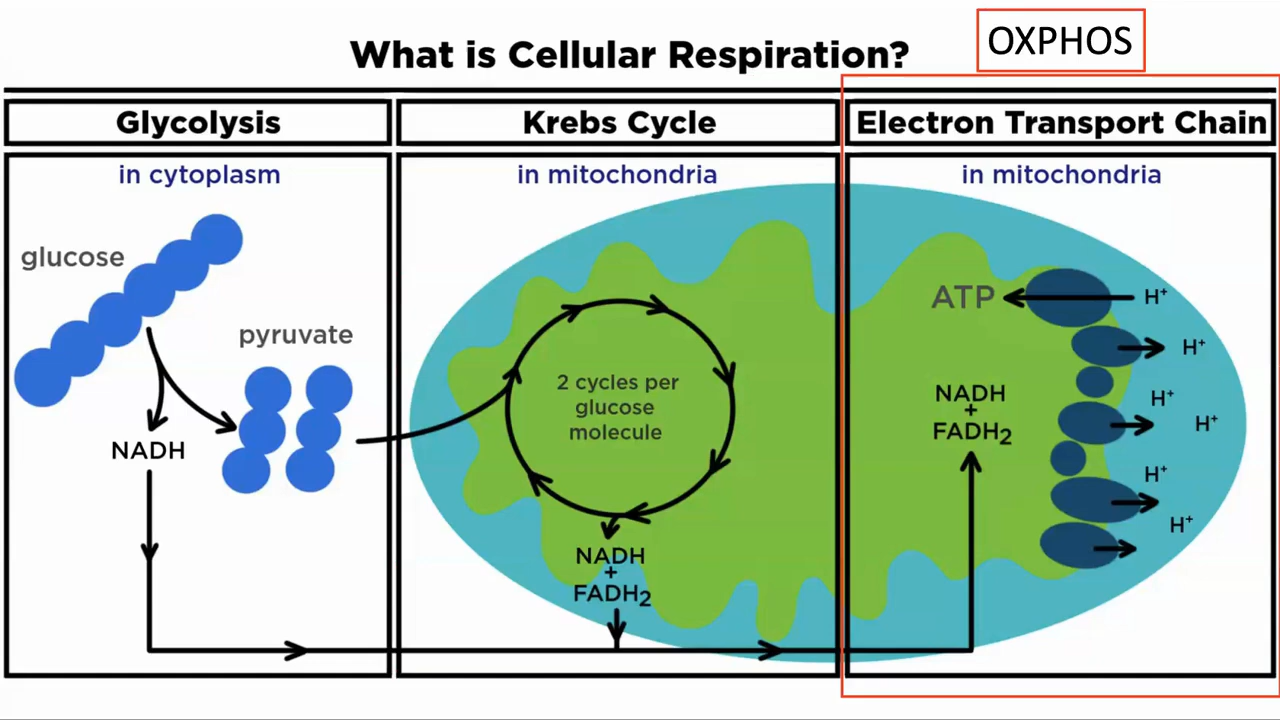 OXPHOS
What is Cellular Respiration?
Glycolysis
in cytoplasm
glucose
pyruvate
NADH
Krebs Cycle
in mitochondria
2 cycles per
glucose
molecule
NADH
+
FADH₂
Electron Transport Chain
in mitochondria
ATP
H⁺
H⁺
H⁺
H⁺
H⁺
H⁺
NADH
+
FADH₂